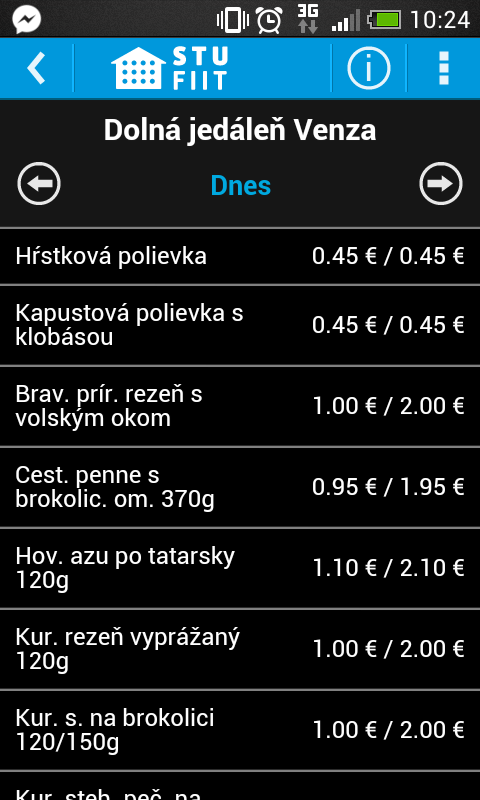 3G
10:24
STU
FIIT
Dolná jedáleň Venza
Dnes
Hŕstková polievka 0.45 € / 0.45 €
Kapustová polievka s
klobásou 0.45 € / 0.45 €
Brav. prír. rezeň s
volským okom 1.00 € / 2.00 €
Cest. penne s
brokolic. om. 370g 0.95 € / 1.95 €
Hov. azu po tatarsky
120g 1.10 € / 2.10 €
Kur. rezeň vyprážaný
120g 1.00 € / 2.00 €
Kur. s. na brokolici
120/150g 1.00 € / 2.00 €
Kur. steh. peč. na